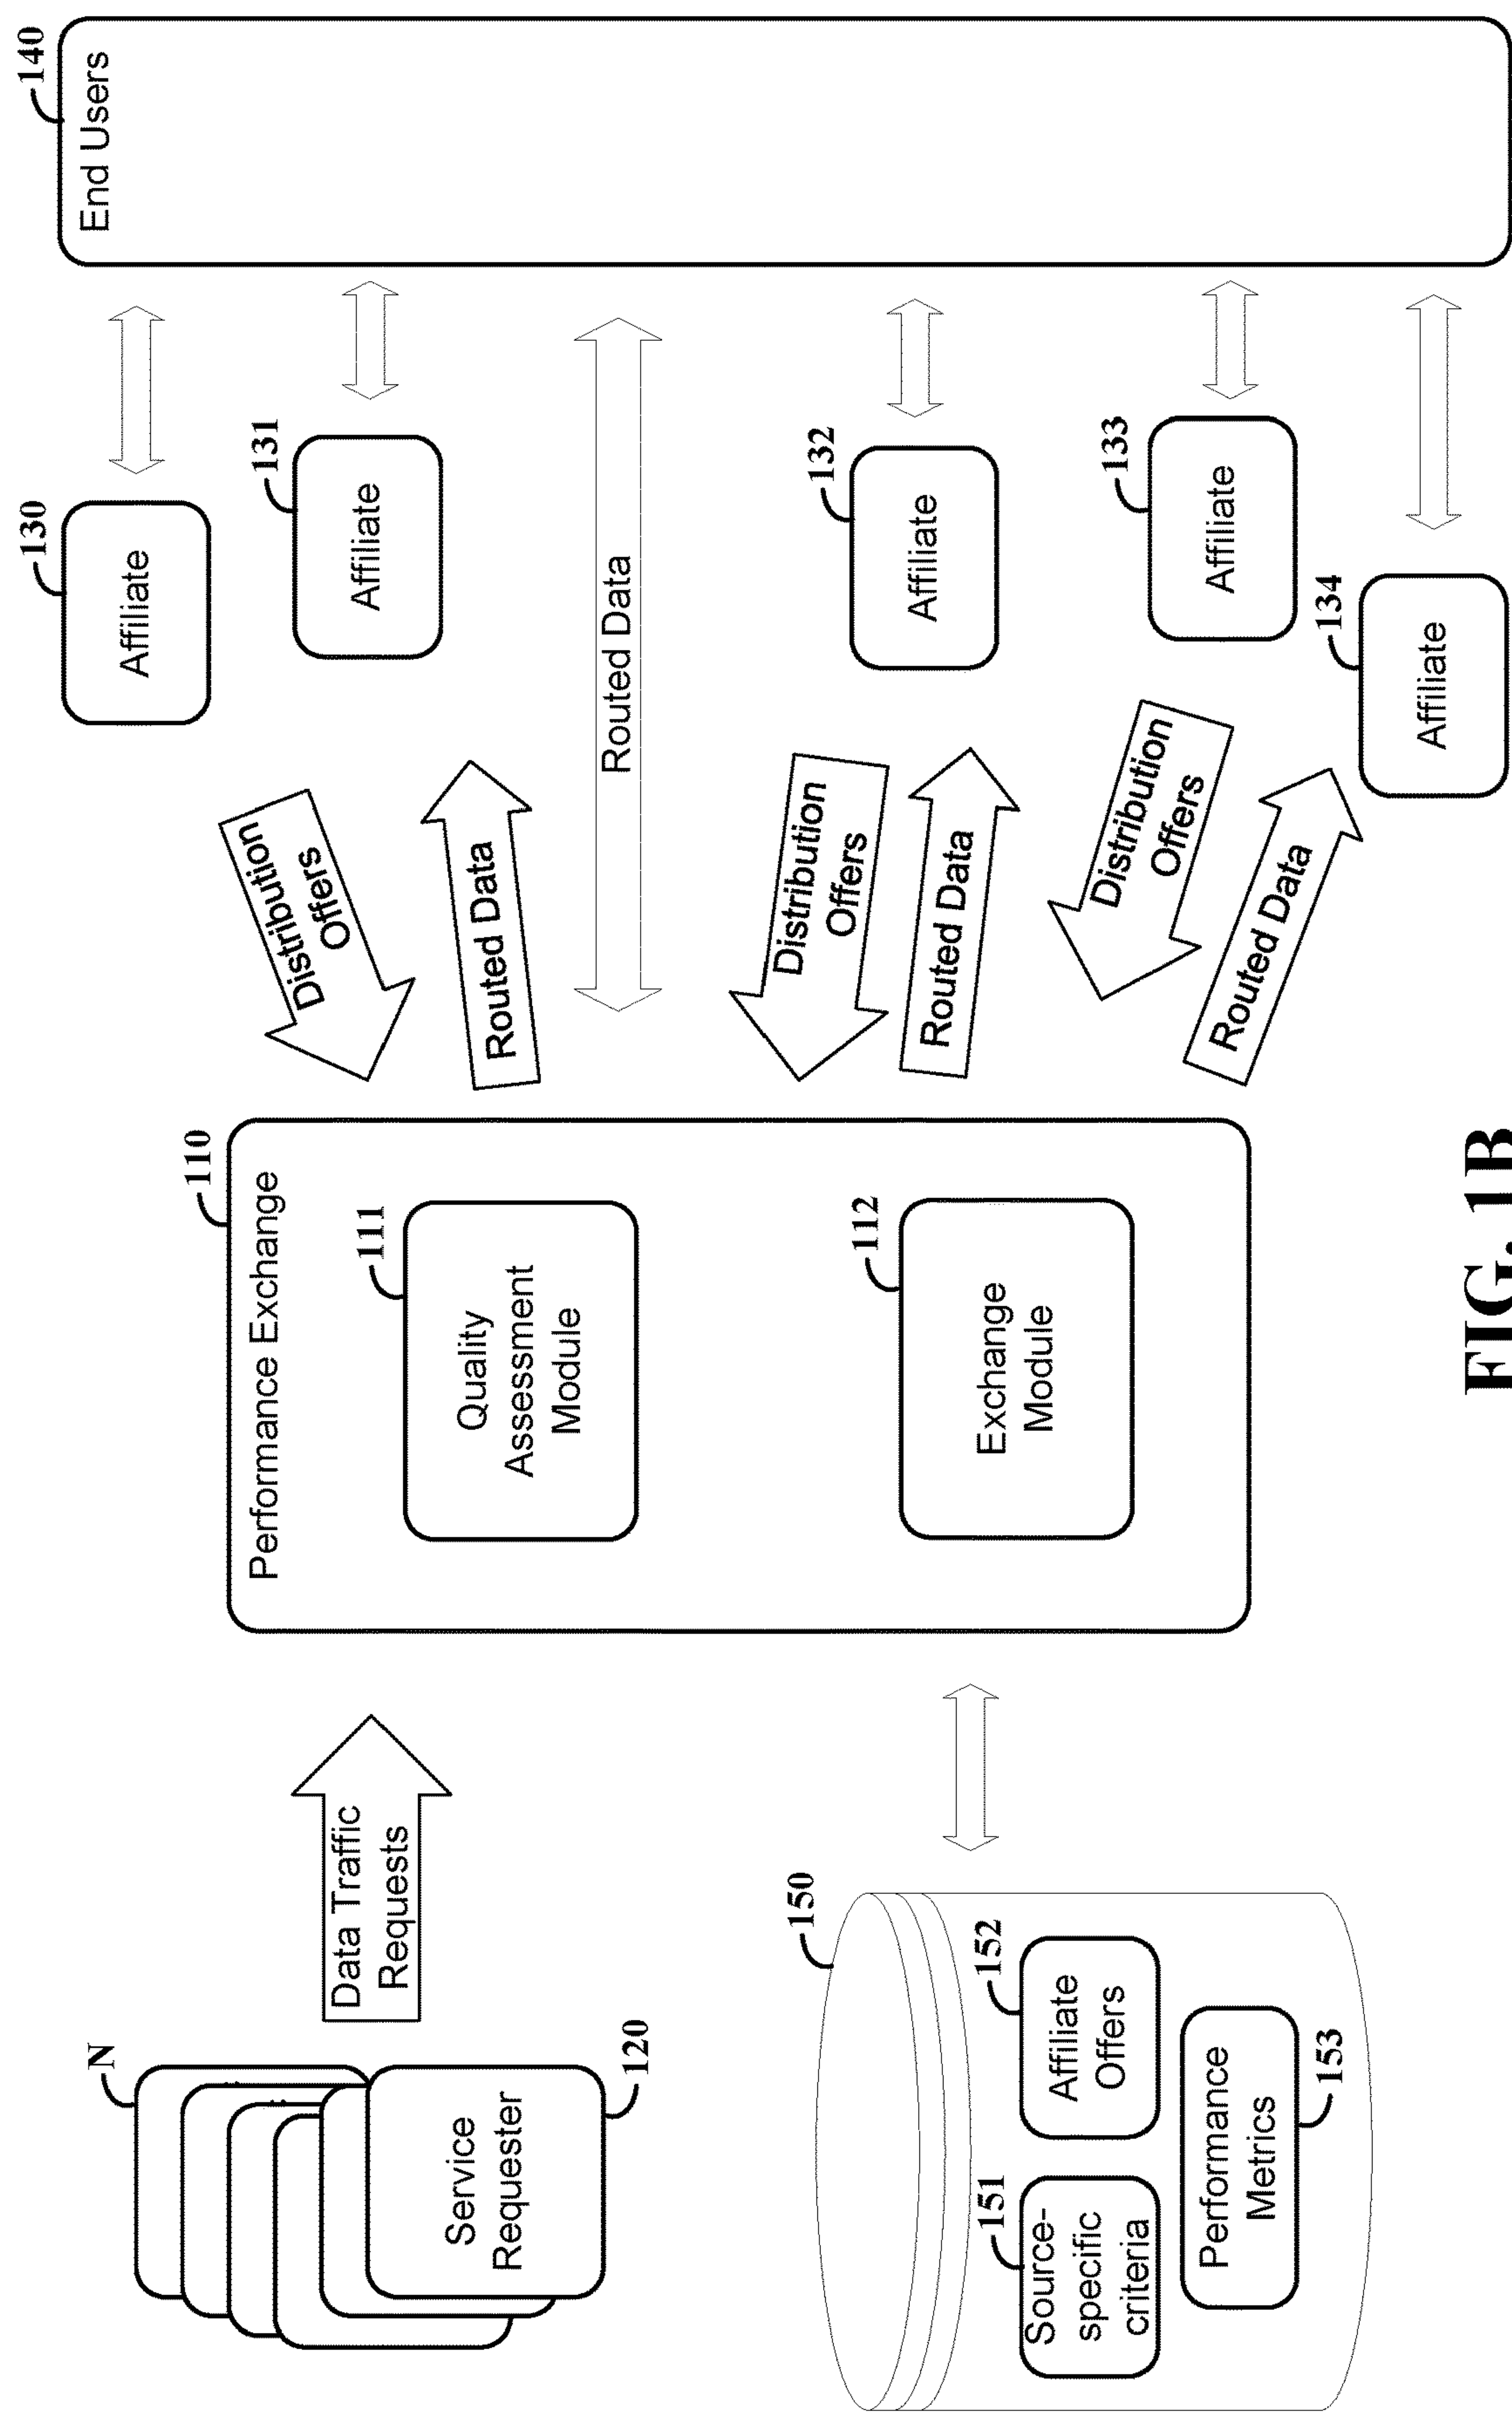 N
Service
Requester
120
Data Traffic
Requests
110
Performance Exchange
111
Quality
Assessment
Module
112
Exchange
Module
150
151
Source-
specific
criteria
152
Affiliate
Offers
Performance
Metrics
153
Distribution
Offers
Routed Data
Routed Data
Distribution
Offers
Routed Data
Distribution
Offers
Routed Data
130
Affiliate
131
Affiliate
132
Affiliate
133
Affiliate
134
Affiliate
140
End Users
FIG. 1B